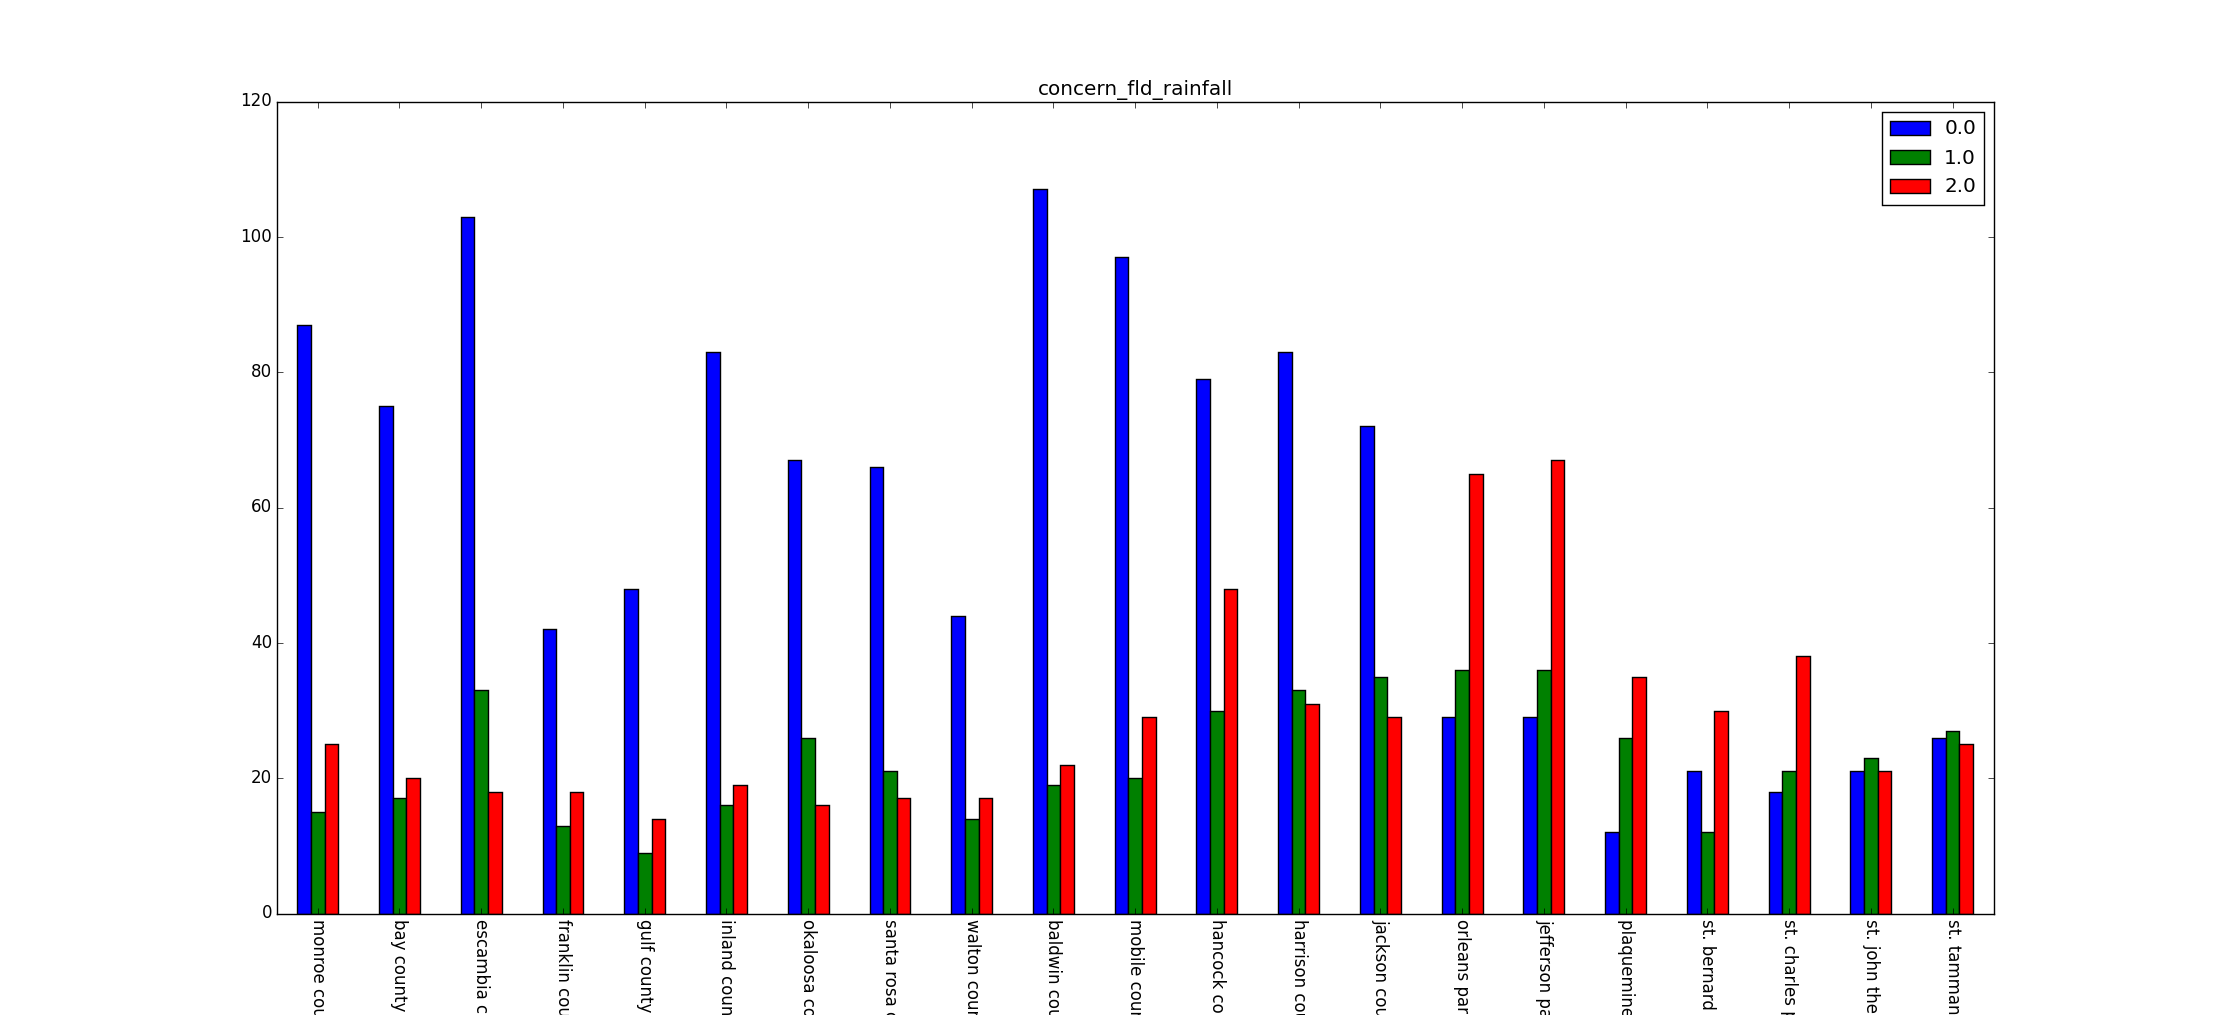 concern_fld_rainfall
120
100
80
60
40
20
0
0.0
1.0
2.0
monroe cou
bay county
escambia c
franklin cou
gulf county
inland coun
okaloosa co
santa rosa
walton cour
baldwin cou
mobile cour
hancock co
harrison cou
jackson cou
orleans par
jefferson pa
plaquemine
st. bernard
st. charles
st. john the
st. tamman